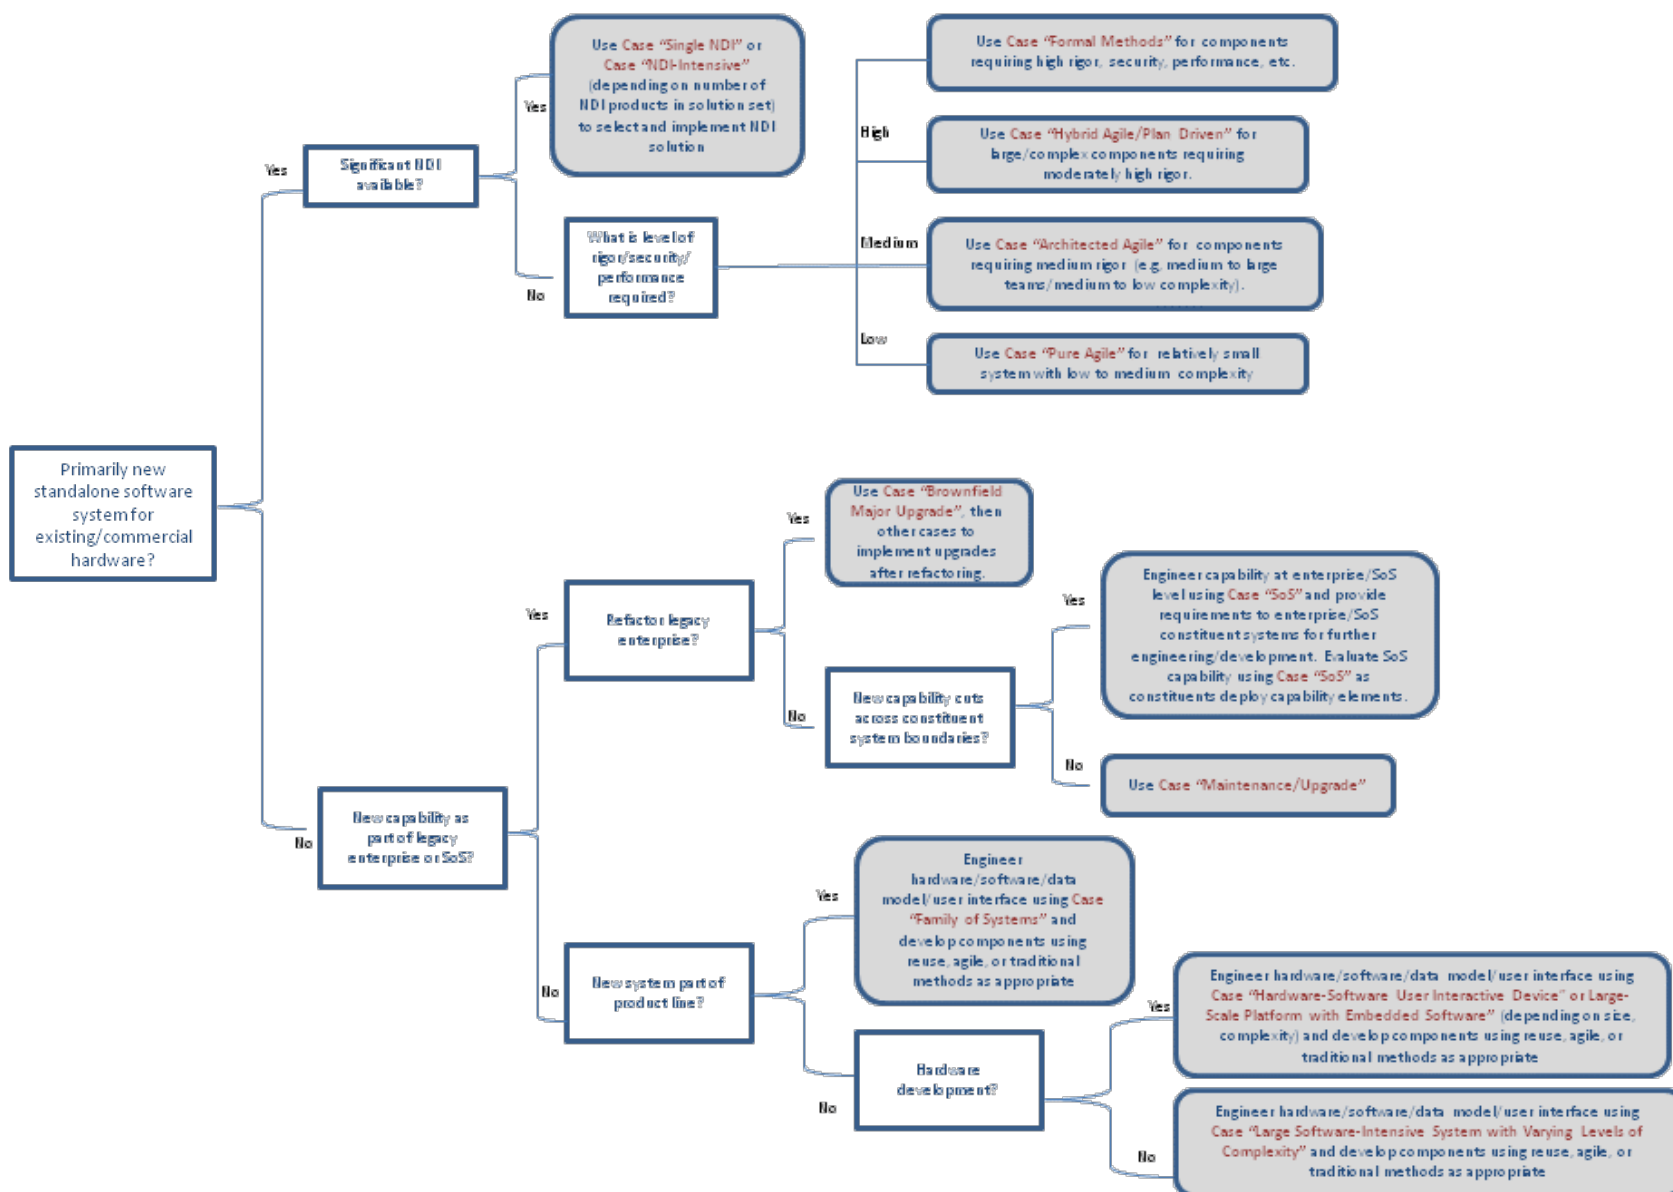 Primarily new
standalone software
system for
existing/commercial
hardware?
Yes
Significant NDI
available?
Yes
Use Case “Single NDI” or
Case “NDI-Intensive”
(depending on number of
NDI products in solution set)
to select and implement NDI
solution
No
What is level of
rigor/security/
performance
required?
High
Use Case “Formal Methods” for components
requiring high rigor, security, performance, etc.
Use Case “Hybrid Agile/Plan Driven” for
large/complex components requiring
moderately high rigor.
Medium
Use Case “Architected Agile” for components
requiring medium rigor (e.g. medium to large
teams/medium to low complexity).
Low
Use Case “Pure Agile” for relatively small
system with low to medium complexity
No
New capability as
part of legacy
enterprise or SoS?
Yes
Refactor legacy
enterprise?
Yes
Use Case “Brownfield
Major Upgrade”, then
other cases to
implement upgrades
after refactoring.
No
New capability cuts
across constituent
system boundaries?
Yes
Engineer capability at enterprise/SoS
level using Case “SoS” and provide
requirements to enterprise/SoS
constituent systems for further
engineering/development. Evaluate SoS
capability using Case “SoS” as
constituents deploy capability elements.
No
Use Case “Maintenance/Upgrade”
No
New system part of
product line?
Yes
Engineer
hardware/software/data
model/user interface using Case
“Family of Systems” and
develop components using
reuse, agile, or traditional
methods as appropriate
No
Hardware
development?
Yes
Engineer hardware/software/data model/user interface using
Case “Hardware-Software User Interactive Device” or Large-
Scale Platform with Embedded Software” (depending on size,
complexity) and develop components using reuse, agile, or
traditional methods as appropriate
No
Engineer hardware/software/data model/user interface using
Case “Large Software-Intensive System with Varying Levels of
Complexity” and develop components using reuse, agile, or
traditional methods as appropriate